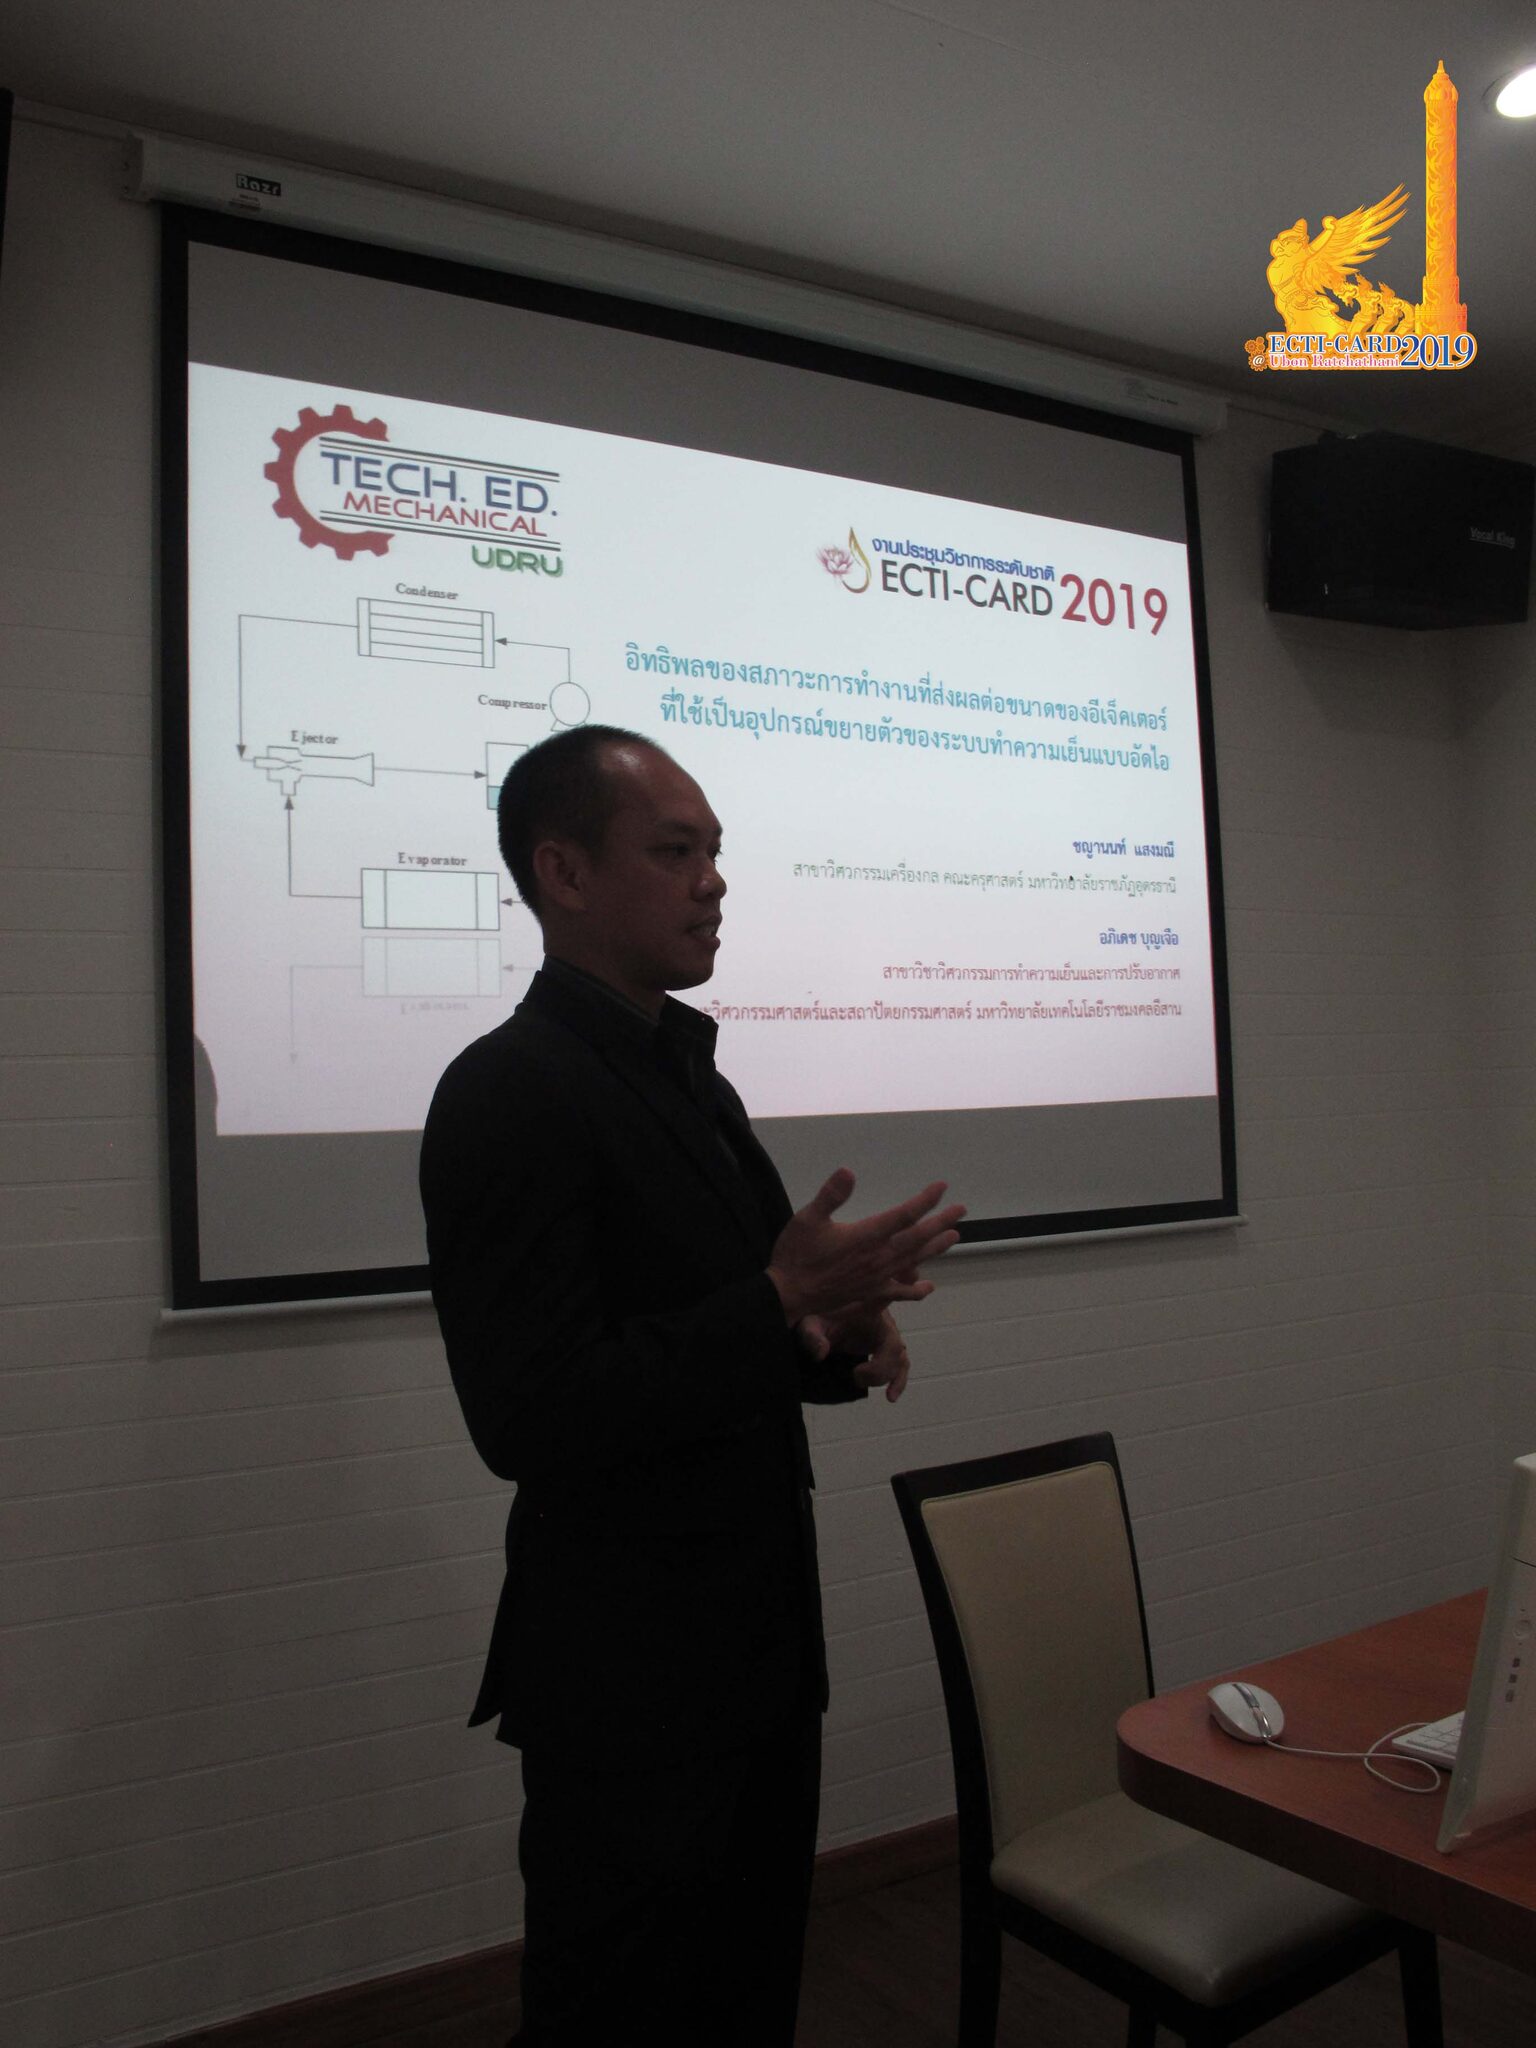 ECTI-CARD 2019
@ Ubon Ratchathani
Razr
Vocal King
TECH. ED.
MECHANICAL
UDRU
งานประชุมวิชาการระดับชาติ
ECTI-CARD 2019
Condenser
Compressor
Ejector
Evaporator
อิทธิพลของสภาวะการทำงานที่ส่งผลต่อขนาดของอีเจ็คเตอร์
ที่ใช้เป็นอุปกรณ์ขยายตัวของระบบทำความเย็นแบบอัดไอ
ชญานนท์ แสงมณี
สาขาวิศวกรรมเครื่องกล คณะครุศาสตร์ มหาวิทยาลัยราชภัฏอุดรธานี
อภิเดช บุญเจือ
สาขาวิชาวิศวกรรมการทำความเย็นและการปรับอากาศ
ะวิศวกรรมศาสตร์และสถาปัตยกรรมศาสตร์ มหาวิทยาลัยเทคโนโลยีราชมงคลอีสาน